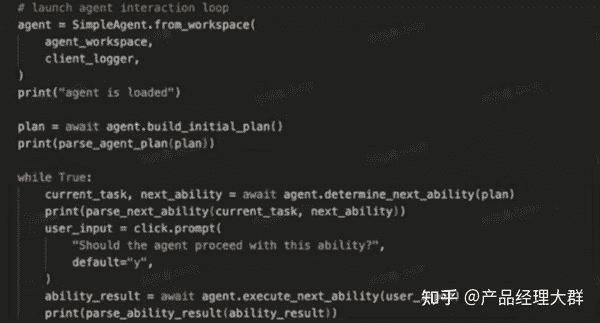 # launch agent interaction loop
agent = SimpleAgent.from_workspace(
    agent_workspace,
    client_logger,
)
print("agent is loaded")

plan = await agent.build_initial_plan()
print(parse_agent_plan(plan))

while True:
    current_task, next_ability = await agent.determine_next_ability(plan)
    print(parse_next_ability(current_task, next_ability))
    user_input = click.prompt(
        "Should the agent proceed with this ability?",
        default="y",
    )
    ability_result = await agent.execute_next_ability(user_
    print(parse_ability_result(ability_result))
知乎 @产品经理大群